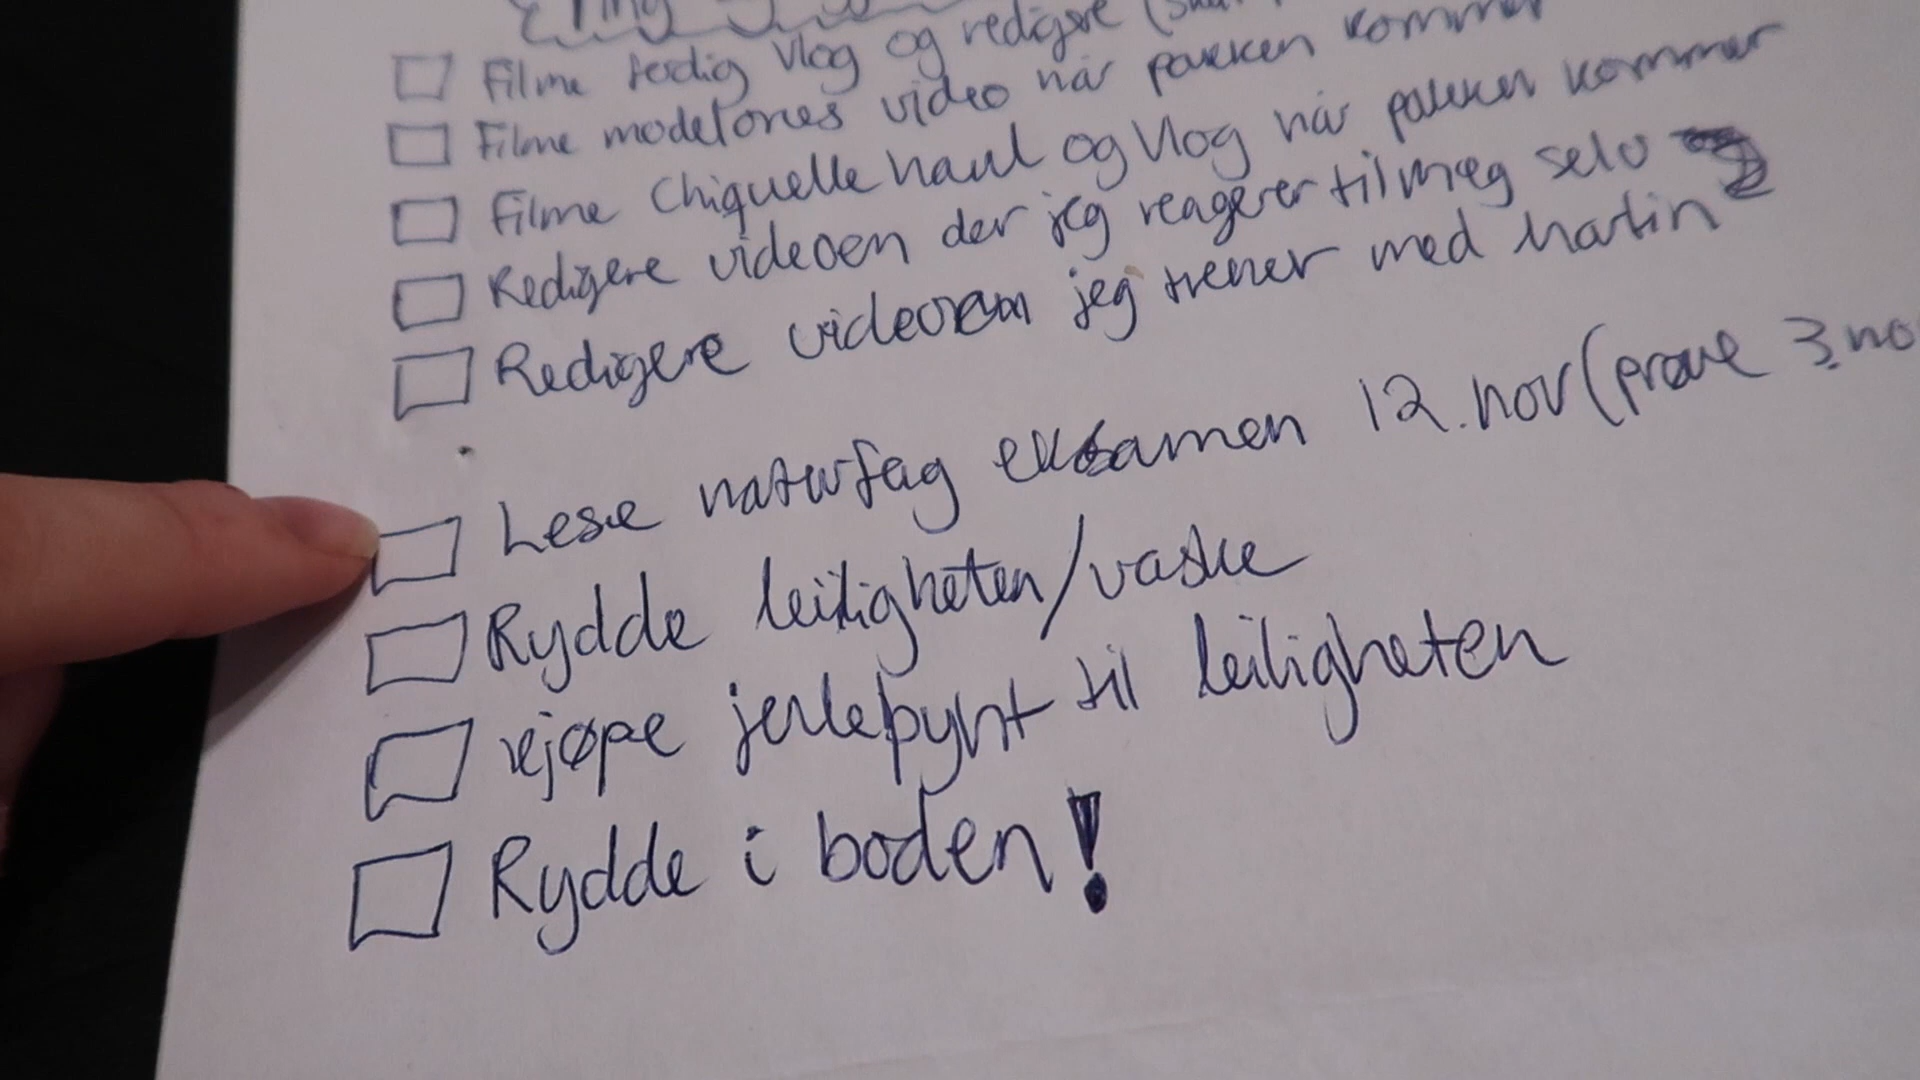 □ Filme ferdig vlog og redigere (skal
□ Filme modetones video når pakken kommer
□ Filme Chiquelle haul og Vlog når pakken kommer
□ Redigere videoen der jeg reagerer til meg selv
□ Redigere videoen jeg trener med Martin
□ Lese naturfag eksamen 12. nov (prøve 3. no
□ Rydde leiligheten/vaske
□ kjøpe julepynt til leiligheten
□ Rydde i boden!